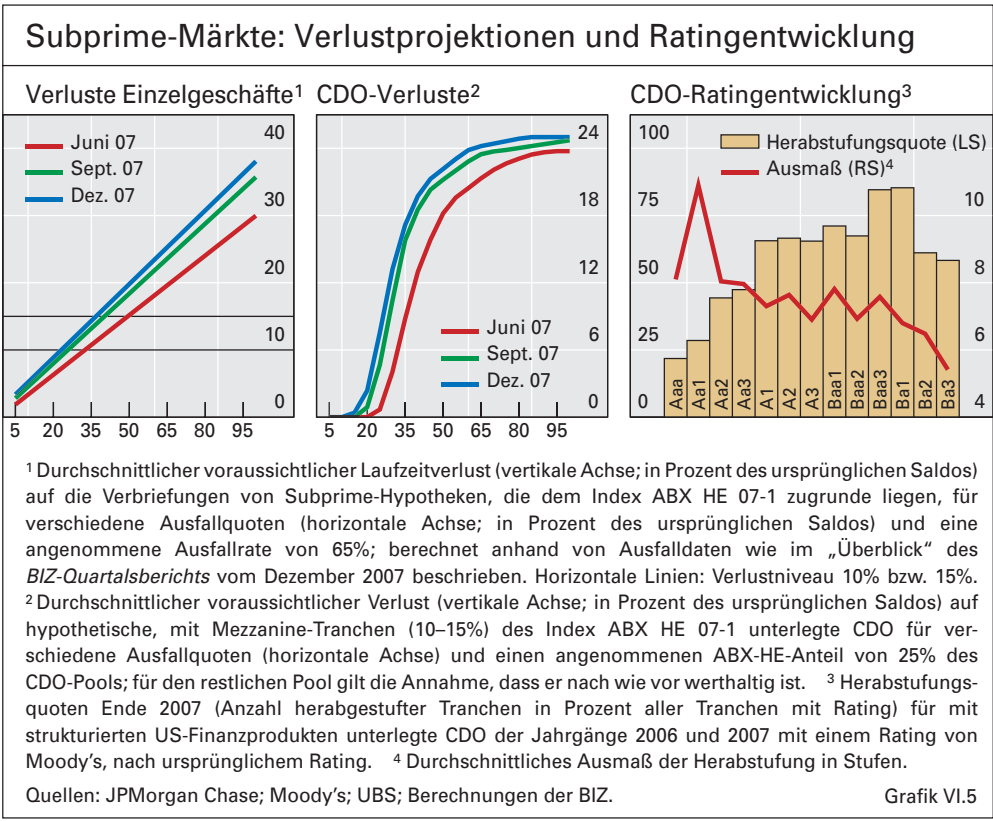 Subprime-Märkte: Verlustprojektionen und Ratingentwicklung
Verluste Einzelgeschäfte¹
Juni 07
Sept. 07
Dez. 07
40
30
20
10
0
5 20 35 50 65 80 95
CDO-Verluste²
24
18
12
6
0
Juni 07
Sept. 07
Dez. 07
5 20 35 50 65 80 95
CDO-Ratingentwicklung³
Herabstufungsquote (LS)
Ausmaß (RS)⁴
100
75
50
25
0
10
8
6
4
Aaa Aa1 Aa2 Aa3 A1 A2 A3 Baa1 Baa2 Baa3 Ba1 Ba2 Ba3
¹ Durchschnittlicher voraussichtlicher Laufzeitverlust (vertikale Achse; in Prozent des ursprünglichen Saldos)
auf die Verbriefungen von Subprime-Hypotheken, die dem Index ABX HE 07-1 zugrunde liegen, für
verschiedene Ausfallquoten (horizontale Achse; in Prozent des ursprünglichen Saldos) und eine
angenommene Ausfallrate von 65%; berechnet anhand von Ausfalldaten wie im „Überblick“ des
BIZ-Quartalsberichts vom Dezember 2007 beschrieben. Horizontale Linien: Verlustniveau 10% bzw. 15%.
² Durchschnittlicher voraussichtlicher Verlust (vertikale Achse; in Prozent des ursprünglichen Saldos) auf
hypothetische, mit Mezzanine-Tranchen (10–15%) des Index ABX HE 07-1 unterlegte CDO für ver-
schiedene Ausfallquoten (horizontale Achse) und einen angenommenen ABX-HE-Anteil von 25% des
CDO-Pools; für den restlichen Pool gilt die Annahme, dass er nach wie vor werthaltig ist. ³ Herabstufungs-
quoten Ende 2007 (Anzahl herabgestufter Tranchen in Prozent aller Tranchen mit Rating) für mit
strukturierten US-Finanzprodukten unterlegte CDO der Jahrgänge 2006 und 2007 mit einem Rating von
Moody's, nach ursprünglichem Rating. ⁴ Durchschnittliches Ausmaß der Herabstufung in Stufen.
Quellen: JPMorgan Chase; Moody's; UBS; Berechnungen der BIZ. Grafik VI.5